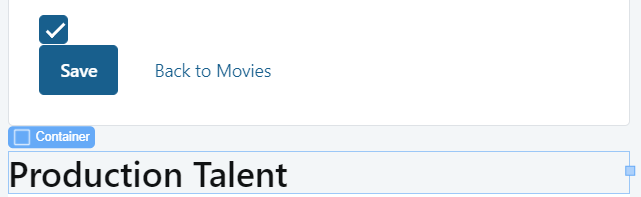 Save Back to Movies
Container
Production Talent